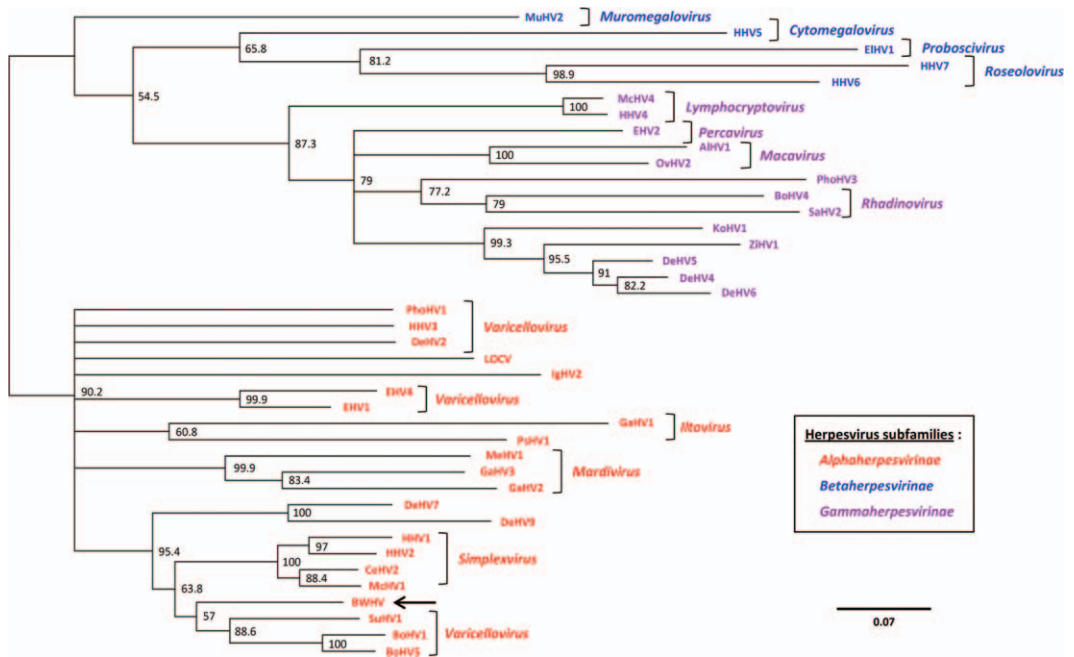 MuHV2 Muromegalovirus
HHV5 Cytomegalovirus
65.8
ElHV1 Proboscivirus
81.2
HHV7 Roseolovirus
98.9
HHV6
54.5
McHV4 Lymphocryptovirus
100
HHV4
87.3
EHV2 Percavirus
AlHV1 Macavirus
100
OvHV2
79
PhoHV3
77.2
BoHV4 Rhadinovirus
79
SaHV2
KoHV1
99.3
ZiHV1
95.5
DeHV5
91
DeHV4
82.2
DeHV6
PhoHV1
HHV3 Varicellovirus
DeHV2
LOCV
IgHV2
90.2
EHV4
99.9 Varicellovirus
EHV1
GaHV1 Iltovirus
60.8
PsHV1
MeHV1
99.9 Mardivirus
GaHV3
83.4
GaHV2
DeHV7
100
DeHV9
95.4
HHV1
97
HHV2 Simplexvirus
100
CeHV2
88.4
McHV1
63.8
BWHV
57
SuHV1
88.6 Varicellovirus
BoHV1
100
BoHV5
Herpesvirus subfamilies :
Alphaherpesvirinae
Betaherpesvirinae
Gammaherpesvirinae
0.07